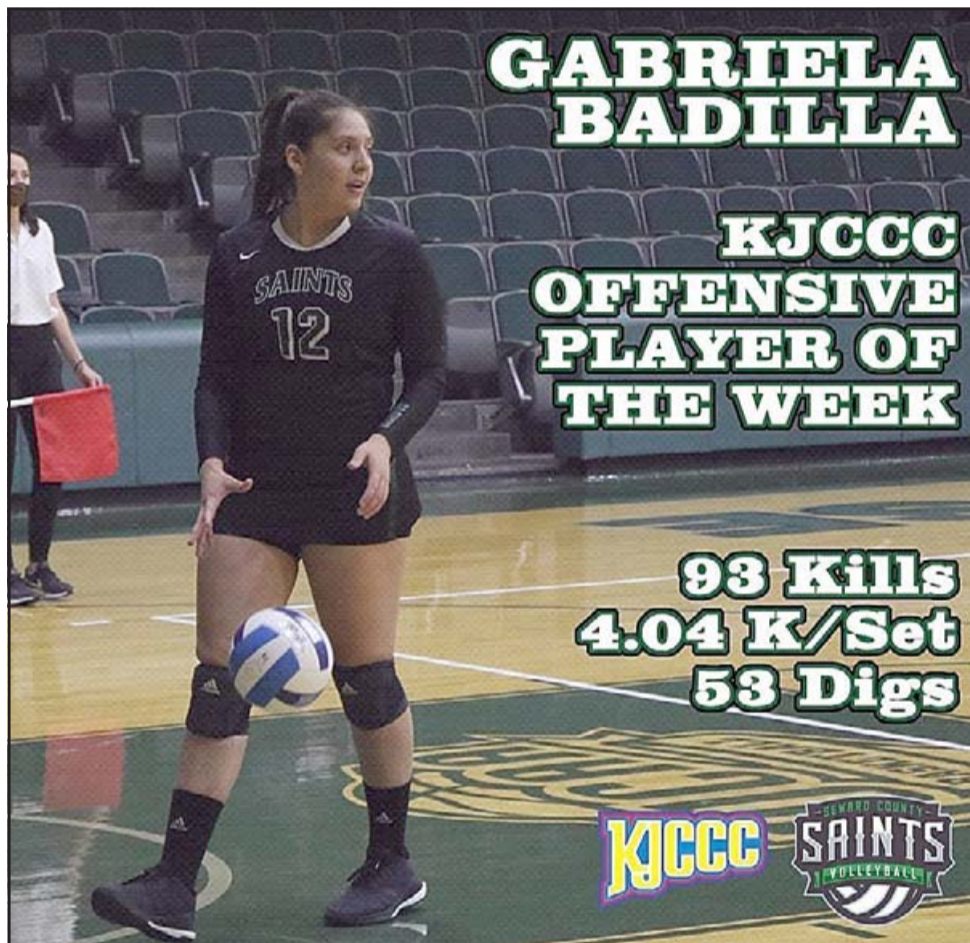 GABRIELA
BADILLA
KJCCC
OFFENSIVE
PLAYER OF
THE WEEK
SAINTS
12
93 Kills
4.04 K/Set
53 Digs
KJCCC
SEWARD COUNTY
SAINTS
VOLLEYBALL